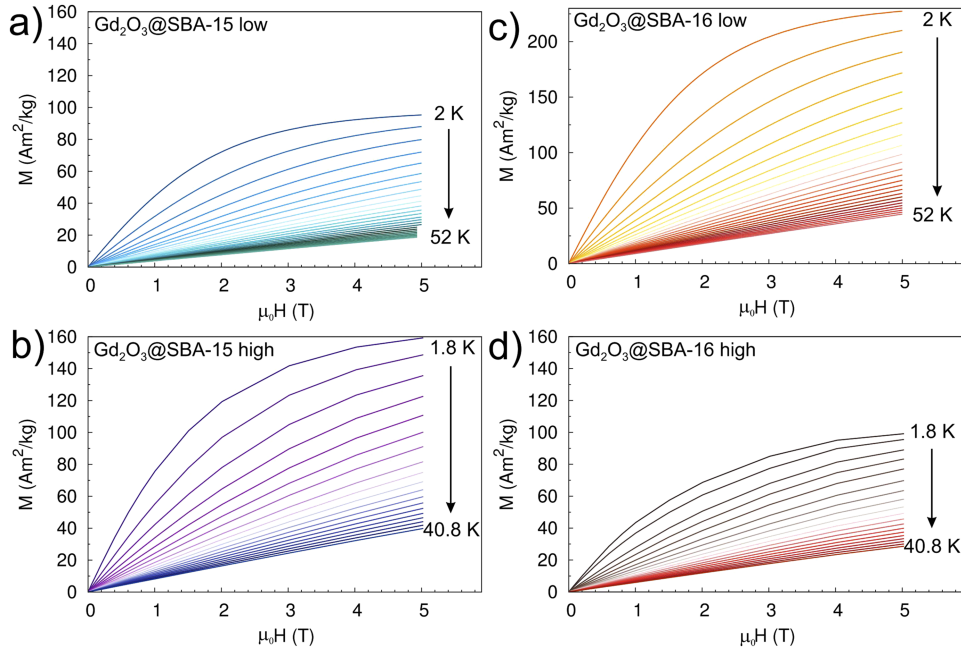 a)
Gd₂O₃@SBA-15 low
160
140
120
100
80
60
40
20
0
M (Am²/kg)
2 K
52 K
0 1 2 3 4 5
μ₀H (T)
c)
Gd₂O₃@SBA-16 low
200
150
100
50
0
M (Am²/kg)
2 K
52 K
0 1 2 3 4 5
μ₀H (T)
b)
Gd₂O₃@SBA-15 high
160
140
120
100
80
60
40
20
0
M (Am²/kg)
1.8 K
40.8 K
0 1 2 3 4 5
μ₀H (T)
d)
Gd₂O₃@SBA-16 high
160
140
120
100
80
60
40
20
0
M (Am²/kg)
1.8 K
40.8 K
0 1 2 3 4 5
μ₀H (T)